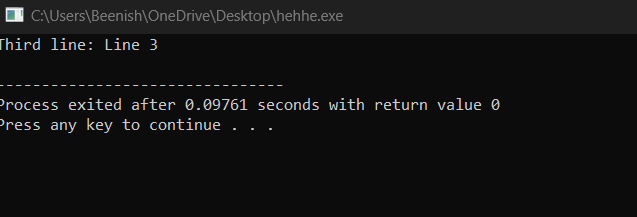 C:\Users\Beenish\OneDrive\Desktop\hehhe.exe
Third line: Line 3
--------------------------------
Process exited after 0.09761 seconds with return value 0
Press any key to continue . . .